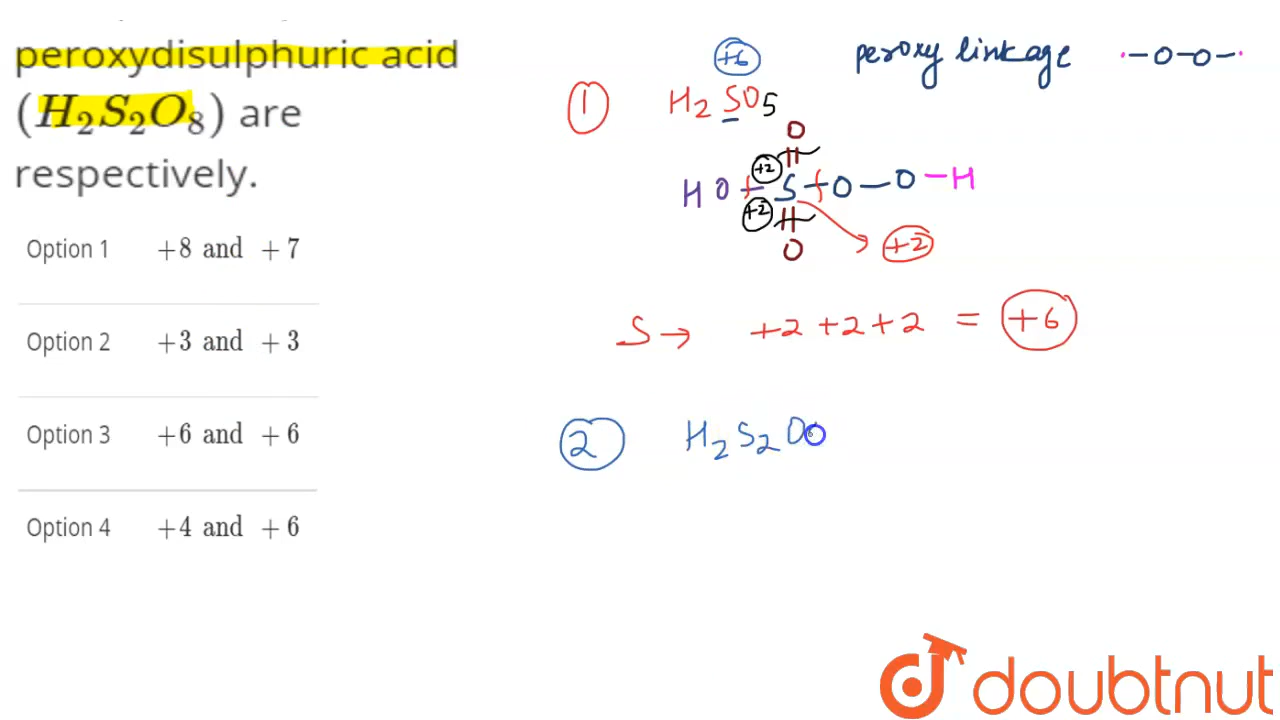 peroxydisulphuric acid
(H₂S₂O₈) are
respectively.
Option 1 +8 and +7
Option 2 +3 and +3
Option 3 +6 and +6
Option 4 +4 and +6
+6
peroxy linkage -O-O-
1 H₂SO5
O
+2
HO-S-O-O-H
+2
O
+2
S → +2+2+2 = +6
2 H₂S₂O
doubtnut